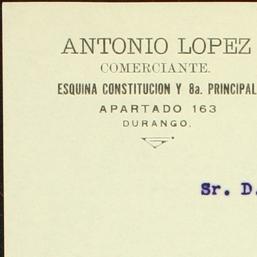 ANTONIO LOPEZ
COMERCIANTE.
ESQUINA CONSTITUCION Y 8a. PRINCIPAL
APARTADO 163
DURANGO.
Sr. D.